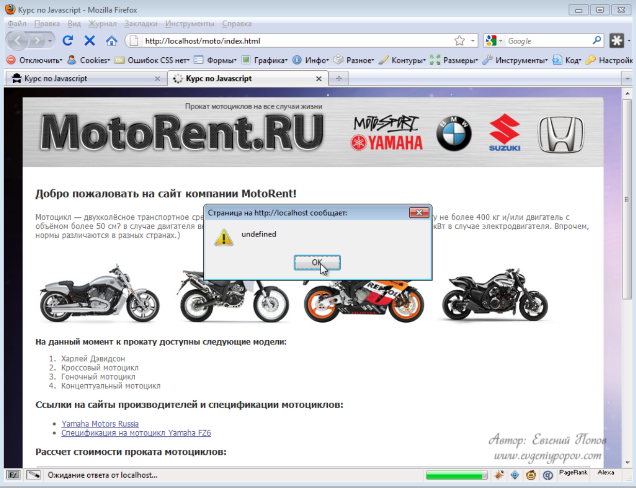 Курс по Javascript - Mozilla Firefox
Файл Правка Вид Журнал Закладки Инструменты Справка
http://localhost/moto/index.html
Google
Отключить Cookies Ошибок CSS нет Формы Графика Инфо Разное Контуры Размеры Инструменты Код Настройк
Курс по Javascript Курс по Javascript
Прокат мотоциклов на все случаи жизни
MotoRent.RU
MOTOSPORT
YAMAHA
BMW
SUZUKI
HONDA
Добро пожаловать на сайт компании MotoRent!
Мотоцикл — двухколёсное транспортное сре у не более 400 кг и/или двигатель с
объёмом более 50 см? в случае двигателя в кВт в случае электродвигателя. Впрочем,
нормы различаются в разных странах.)
Страница на http://localhost сообщает:
undefined
OK
REPSOL
На данный момент к прокату доступны следующие модели:
1. Харлей Дэвидсон
2. Кроссовый мотоцикл
3. Гоночный мотоцикл
4. Концептуальный мотоцикл
Ссылки на сайты производителей и спецификации мотоциклов:
Yamaha Motors Russia
Спецификация на мотоцикл Yamaha FZ6
Рассчет стоимости проката мотоциклов:
Автор: Евгений Попов
www.evgeniypopov.com
Ожидание ответа от localhost...
PageRank
Alexa